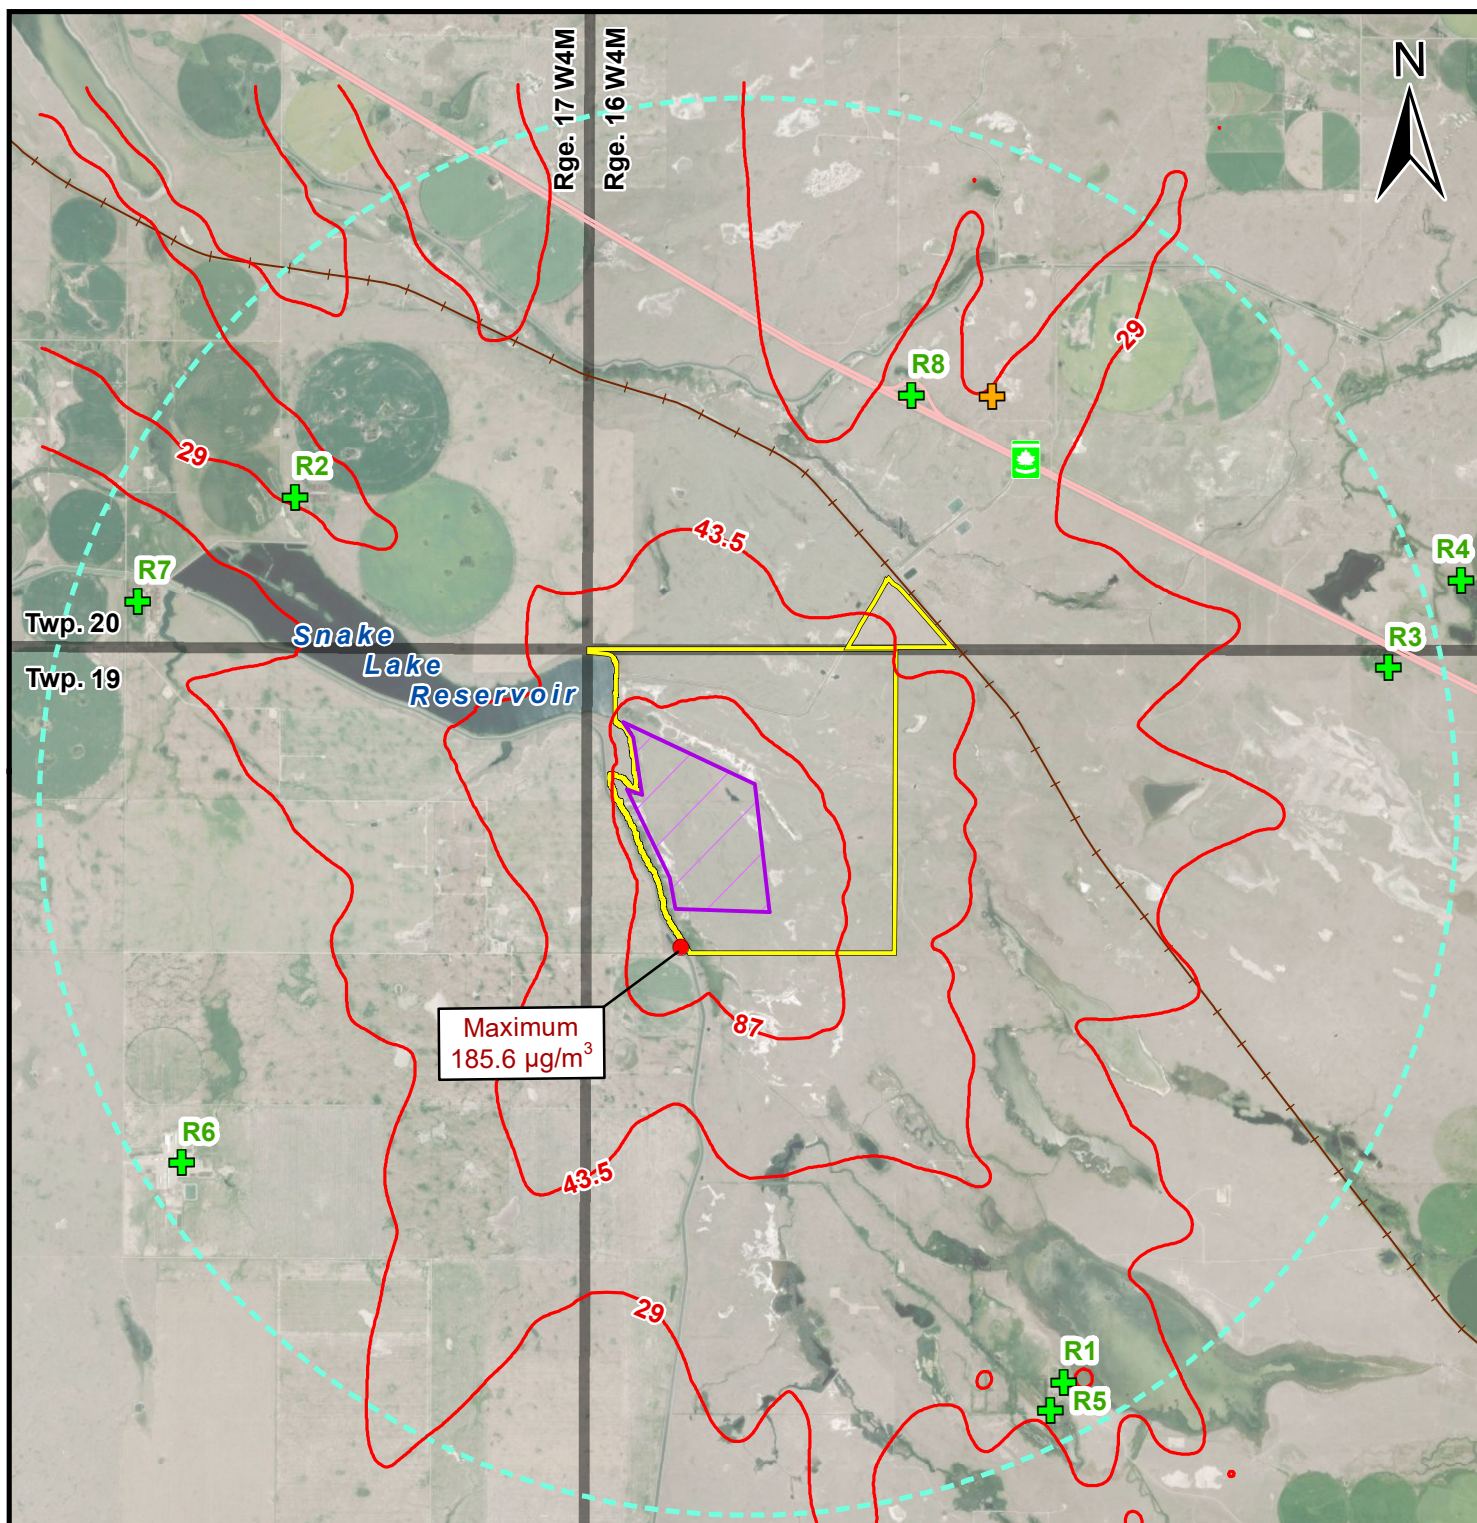 Rge. 17 W4M
Rge. 16 W4M
N
29
R8
29
R2
43.5
R7
R4
Twp. 20
Snake
Lake
Reservoir
R3
Twp. 19
Maximum
185.6 µg/m³
87
R6
43.5
29
R1
R5